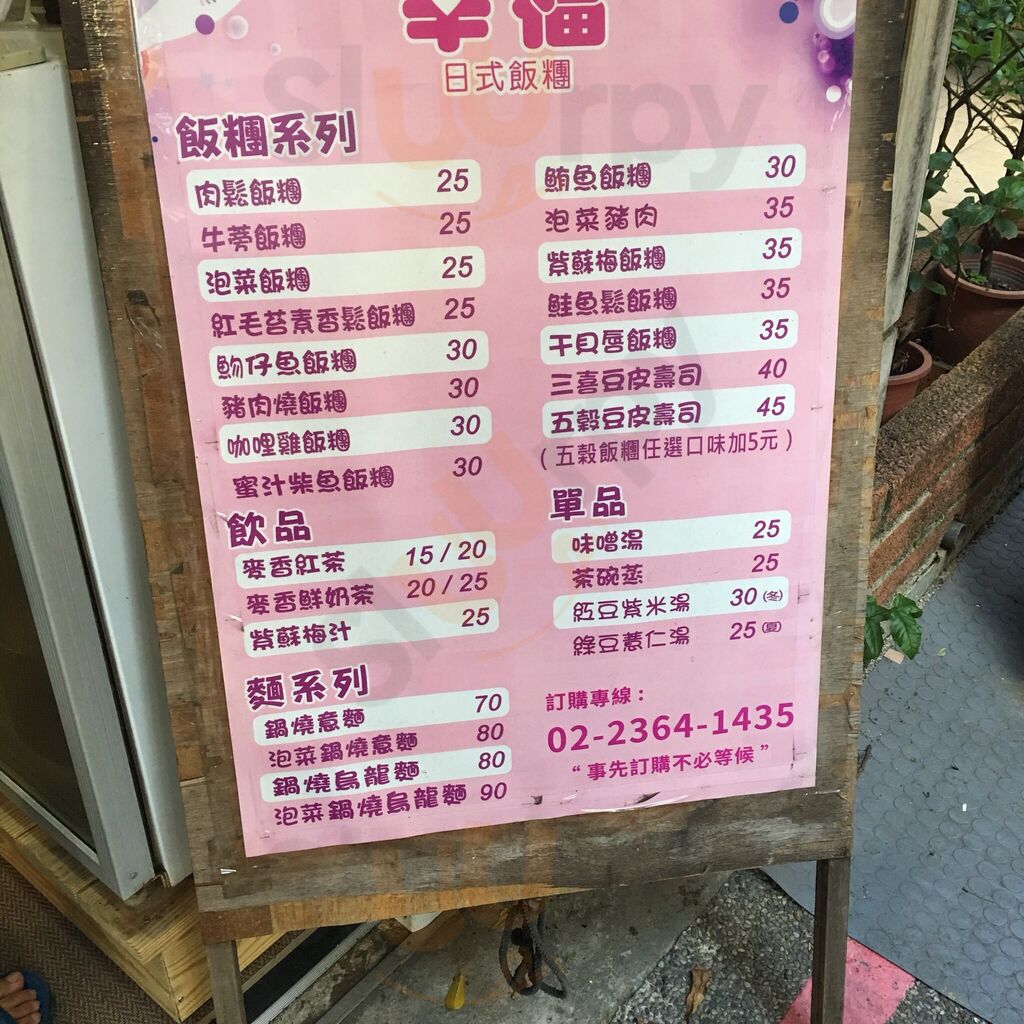 幸福
日式飯糰
飯糰系列
肉鬆飯糰 25
牛蒡飯糰 25
泡菜飯糰 25
紅毛苔素香鬆飯糰 25
魩仔魚飯糰 30
豬肉燒飯糰 30
咖哩雞飯糰 30
蜜汁柴魚飯糰 30
鮪魚飯糰 30
泡菜豬肉 35
紫蘇梅飯糰 35
鮭魚鬆飯糰 35
干貝唇飯糰 35
三喜豆皮壽司 40
五穀豆皮壽司 45
(五穀飯糰任選口味加5元)
飲品
麥香紅茶 15 / 20
麥香鮮奶茶 20 / 25
紫蘇梅汁 25
單品
味噌湯 25
茶碗蒸 25
紅豆紫米湯 30 (冬)
綠豆薏仁湯 25 (夏)
麵系列
鍋燒意麵 70
泡菜鍋燒意麵 80
鍋燒烏龍麵 80
泡菜鍋燒烏龍麵 90
訂購專線：
02-2364-1435
“事先訂購不必等候”
slurrpy